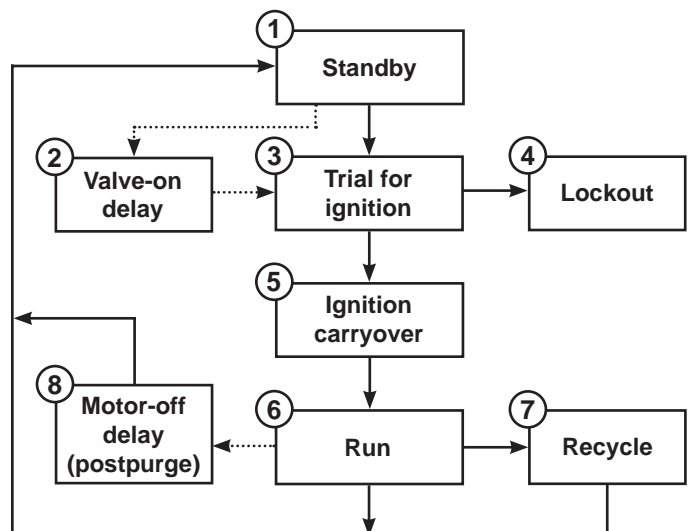 1
Standby
2
Valve-on
delay
3
Trial for
ignition
4
Lockout
5
Ignition
carryover
8
Motor-off
delay
(postpurge)
6
Run
7
Recycle